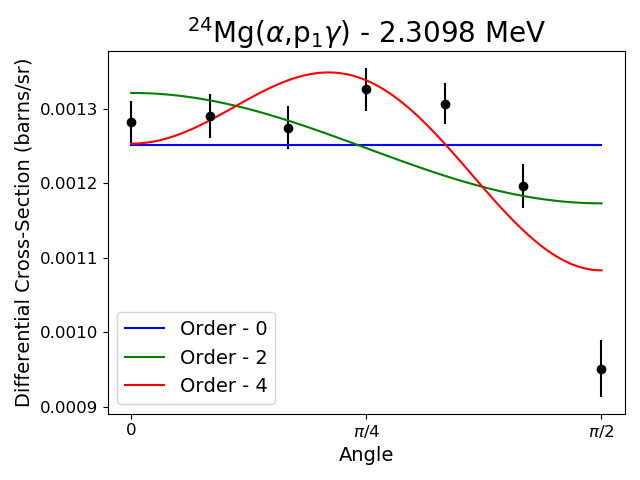 ²⁴Mg(α,p₁γ) - 2.3098 MeV
Differential Cross-Section (barns/sr)
0.0013
0.0012
0.0011
0.0010
0.0009
Order - 0
Order - 2
Order - 4
0
π/4
π/2
Angle